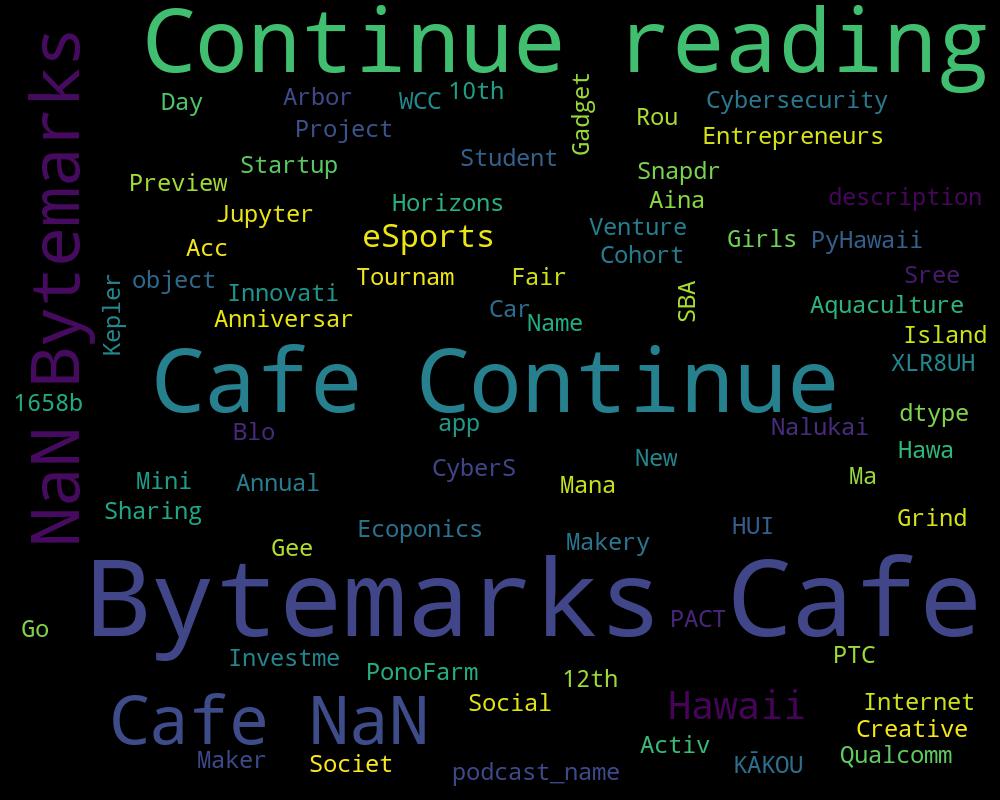 Continue reading
NaN Bytemarks
Day
Arbor
WCC
10th
Gadget
Rou
Cybersecurity
Project
Entrepreneurs
Startup
Student
Snapdr
Preview
Horizons
Aina
description
Jupyter
eSports
Venture
Girls
PyHawaii
Acc
Cohort
object
Tournam
Fair
Sree
Kepler
Innovati
Car
SBA
Aquaculture
Anniversar
Name
Island
Cafe Continue
XLR8UH
1658b
app
dtype
Blo
Nalukai
Hawa
CyberS
New
Mini
Annual
Mana
Ma
Sharing
Ecoponics
HUI
Grind
Gee
Makery
Bytemarks Cafe
Go
PACT
Investme
PonoFarm
12th
PTC
Cafe NaN
Social
Hawaii
Internet
Creative
Maker
Societ
podcast_name
Activ
KĀKOU
Qualcomm